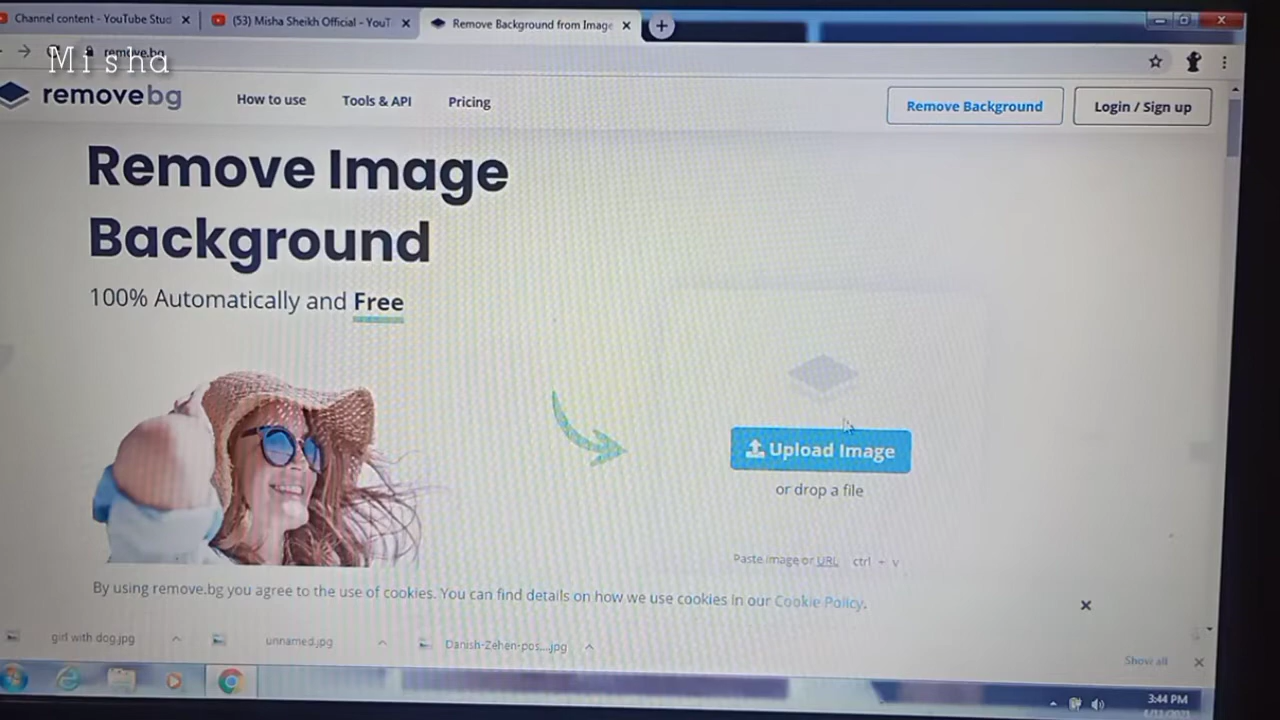 Channel content - YouTube Stud
(53) Misha Sheikh Official - YouT
Remove Background from Image
remove.bg
Misha
removebg
How to use
Tools & API
Pricing
Remove Background
Login / Sign up
Remove Image
Background
100% Automatically and Free
Upload Image
or drop a file
Paste image or URL ctrl + v
By using remove.bg you agree to the use of cookies. You can find details on how we use cookies in our Cookie Policy.
girl with dog.jpg
unnamed.jpg
Danish-Zehen-pos....jpg
Show all
3:44 PM